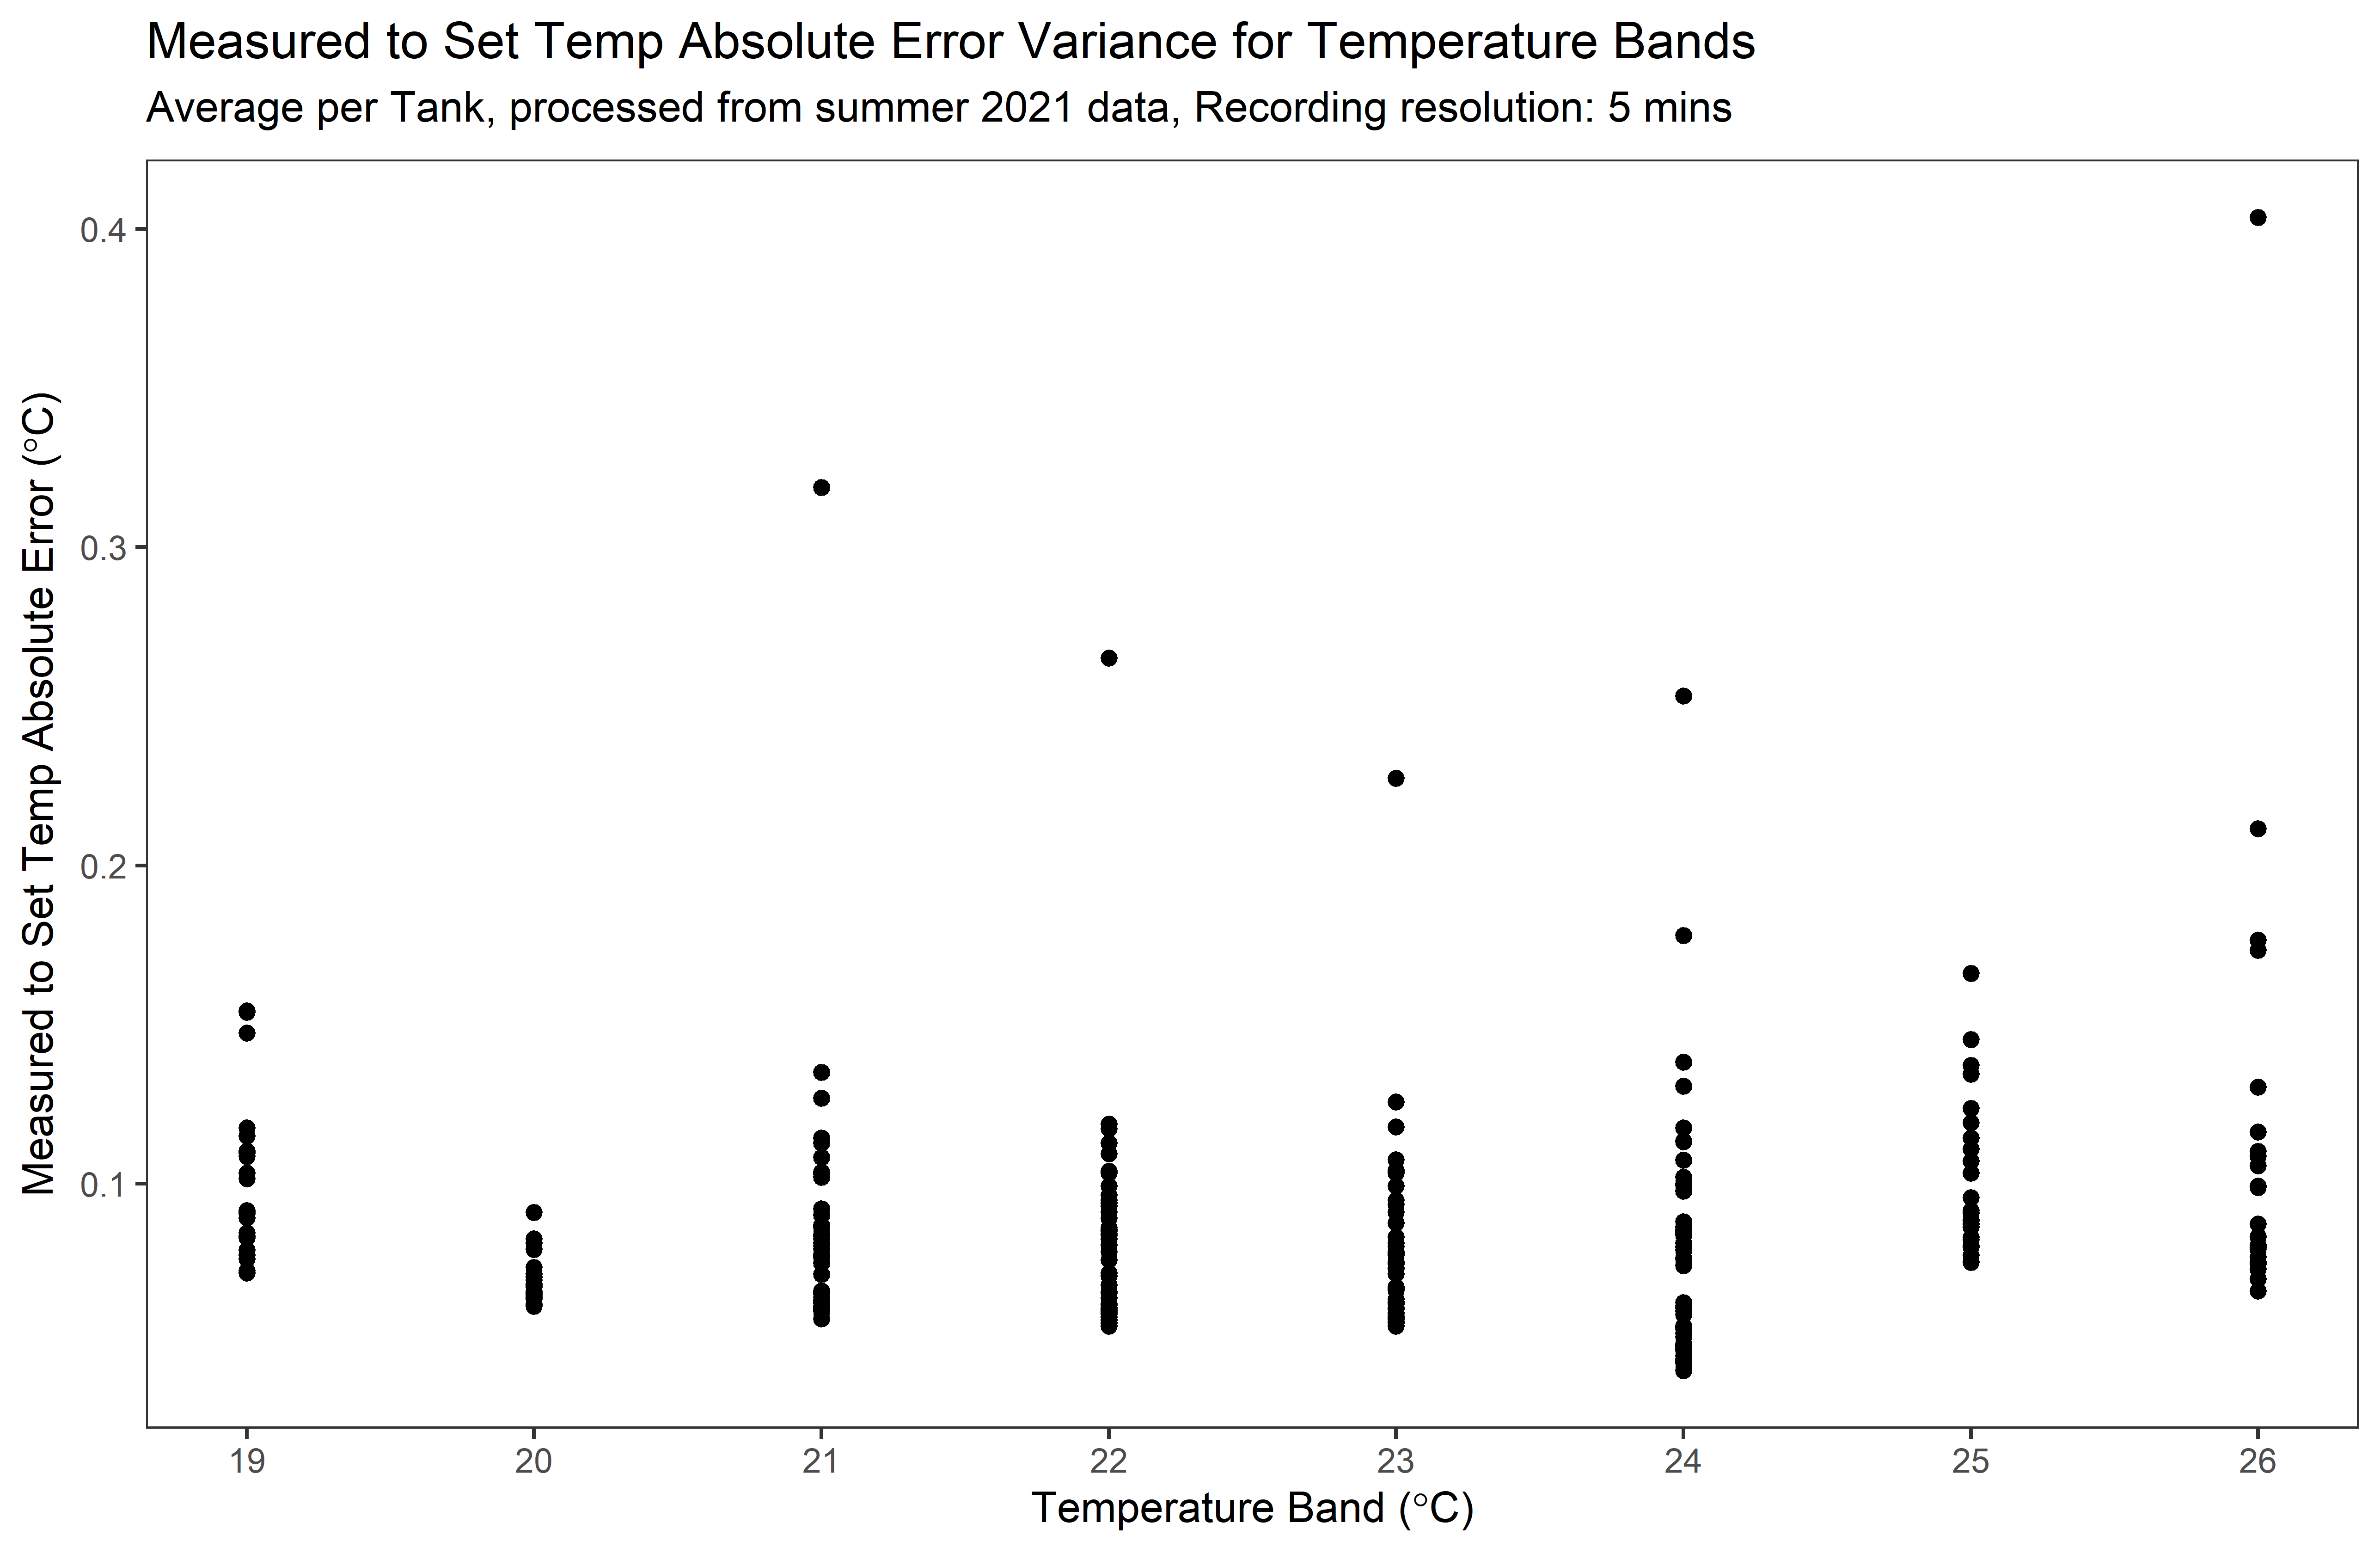 Measured to Set Temp Absolute Error Variance for Temperature Bands
Average per Tank, processed from summer 2021 data, Recording resolution: 5 mins
Measured to Set Temp Absolute Error (°C)
0.4
0.3
0.2
0.1
19 20 21 22 23 24 25 26
Temperature Band (°C)